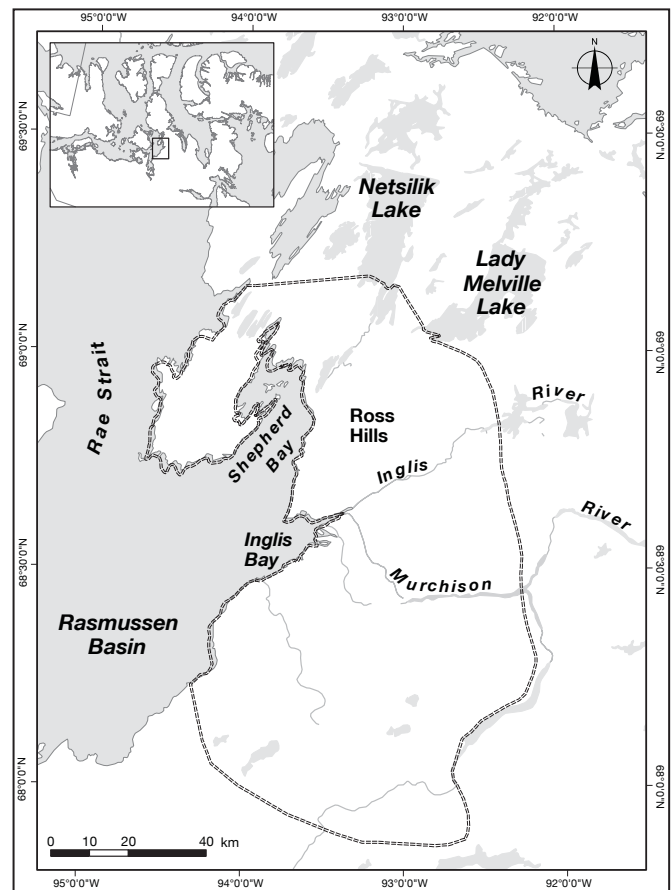 95°0'0"W 94°0'0"W 93°0'0"W 92°0'0"W
N
69°30'0"N
69°30'0"N
Netsilik
Lake
Lady
Melville
Lake
69°0'0"N
69°0'0"N
Rae Strait
River
Ross
Hills
Shepherd
Bay
Inglis
River
Inglis
Bay
68°30'0"N
68°30'0"N
Murchison
Rasmussen
Basin
68°0'0"N
68°0'0"N
0 10 20 40 km
95°0'0"W 94°0'0"W 93°0'0"W 92°0'0"W